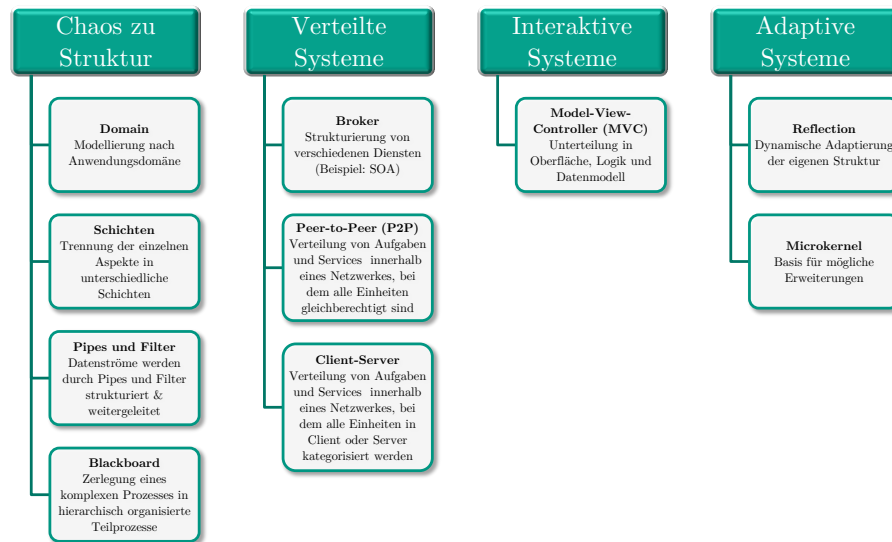 Chaos zu
Struktur
Domain
Modellierung nach
Anwendungsdomäne
Schichten
Trennung der einzelnen
Aspekte in
unterschiedliche
Schichten
Pipes und Filter
Datenströme werden
durch Pipes und Filter
strukturiert &
weitergeleitet
Blackboard
Zerlegung eines
komplexen Prozesses in
hierarchisch organisierte
Teilprozesse
Verteilte
Systeme
Broker
Strukturierung von
verschiedenen Diensten
(Beispiel: SOA)
Peer-to-Peer (P2P)
Verteilung von Aufgaben
und Services innerhalb
eines Netzwerkes, bei
dem alle Einheiten
gleichberechtigt sind
Client-Server
Verteilung von Aufgaben
und Services innerhalb
eines Netzwerkes, bei
dem alle Einheiten in
Client oder Server
kategorisiert werden
Interaktive
Systeme
Model-View-
Controller (MVC)
Unterteilung in
Oberfläche, Logik und
Datenmodell
Adaptive
Systeme
Reflection
Dynamische Adaptierung
der eigenen Struktur
Microkernel
Basis für mögliche
Erweiterungen